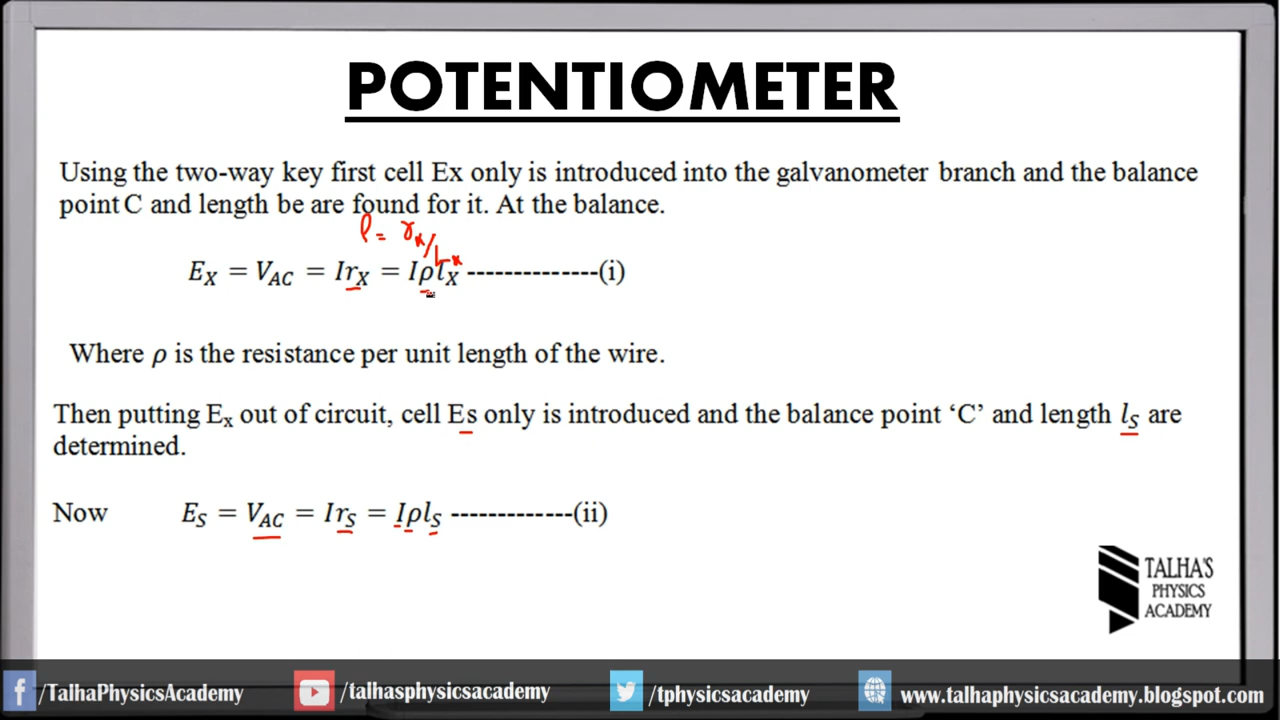 POTENTIOMETER
Using the two-way key first cell Ex only is introduced into the galvanometer branch and the balance
point C and length be are found for it. At the balance.
ρ = r_x/L_x
E_X = V_AC = Ir_X = Iρl_X --------------(i)
Where ρ is the resistance per unit length of the wire.
Then putting E_x out of circuit, cell Es only is introduced and the balance point ‘C’ and length l_S are
determined.
Now E_S = V_AC = Ir_S = Iρl_S -------------(ii)
TALHA'S
PHYSICS
ACADEMY
/TalhaPhysicsAcademy /talhasphysicsacademy /tphysicsacademy www.talhaphysicsacademy.blogspot.com